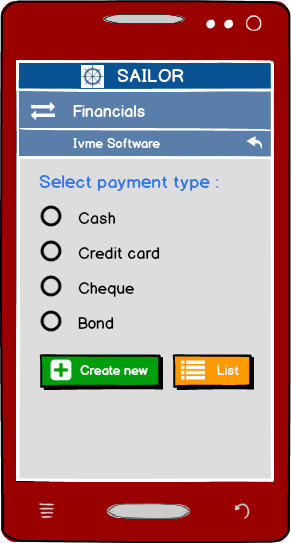 SAILOR
Financials
Ivme Software
Select payment type :
Cash
Credit card
Cheque
Bond
Create new
List